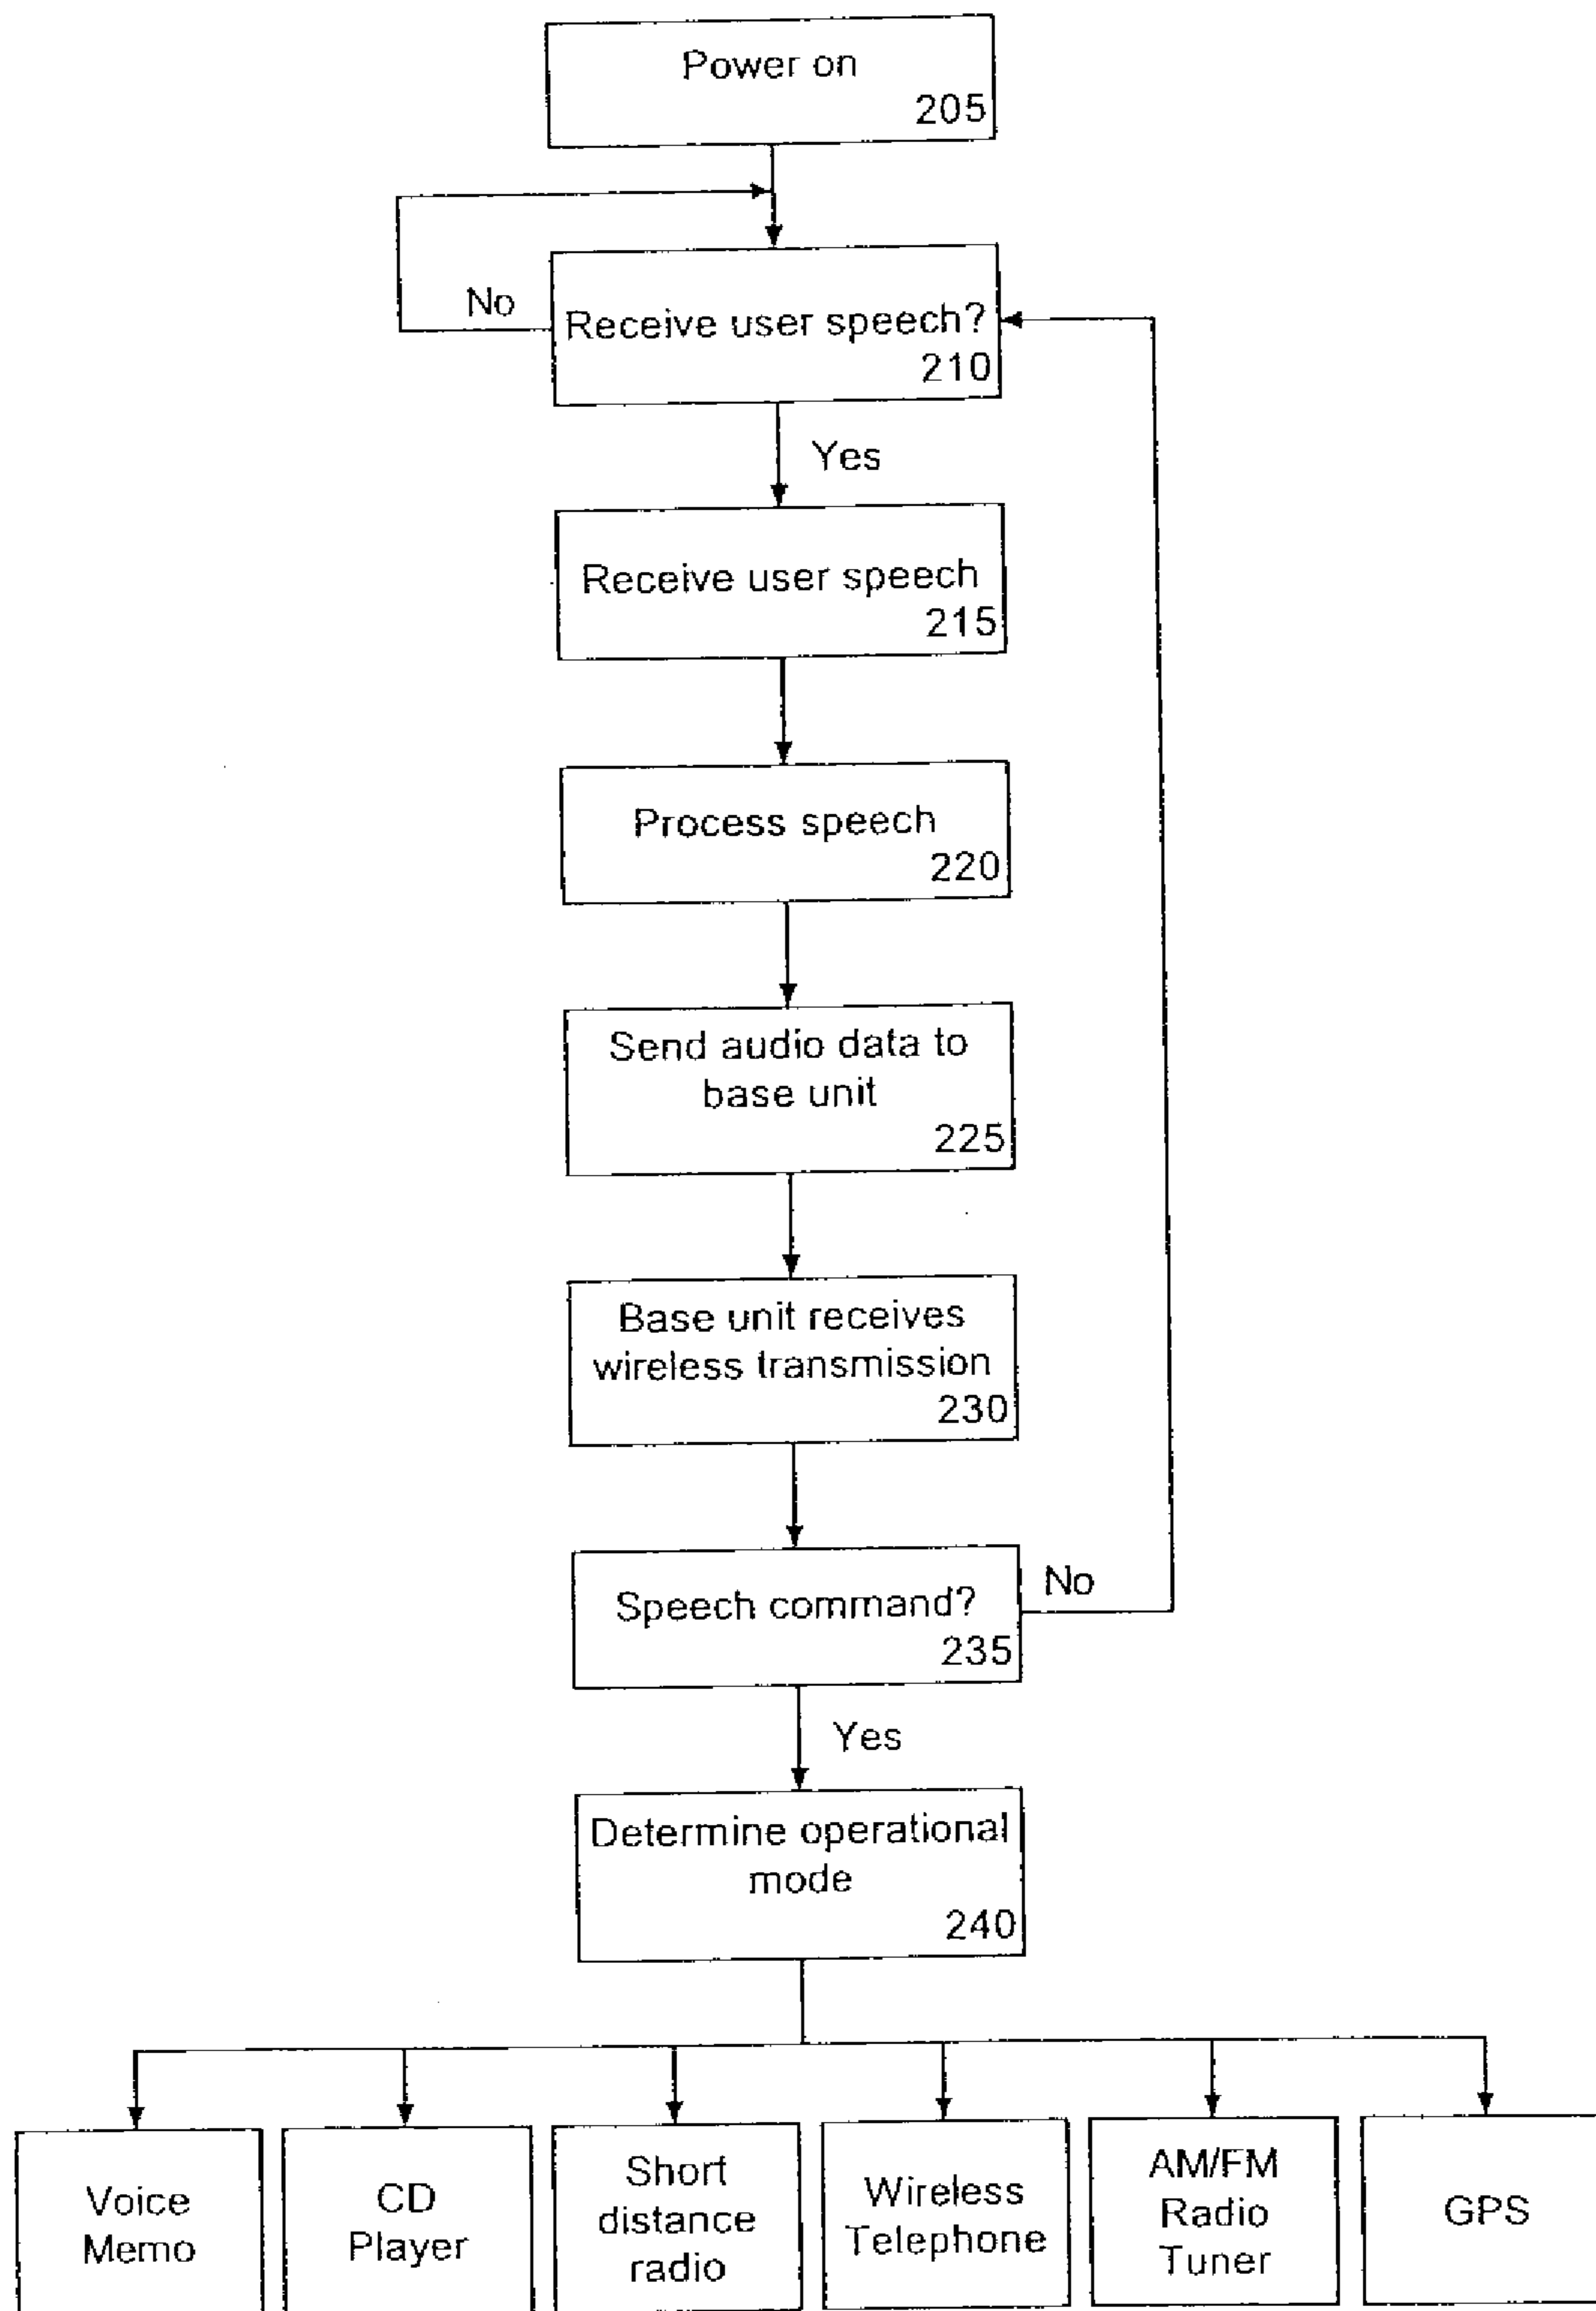 Power on
205
No
Receive user speech?
210
Yes
Receive user speech
215
Process speech
220
Send audio data to
base unit
225
Base unit receives
wireless transmission
230
Speech command?
235
No
Yes
Determine operational
mode
240
Voice
Memo
CD
Player
Short
distance
radio
Wireless
Telephone
AM/FM
Radio
Tuner
GPS